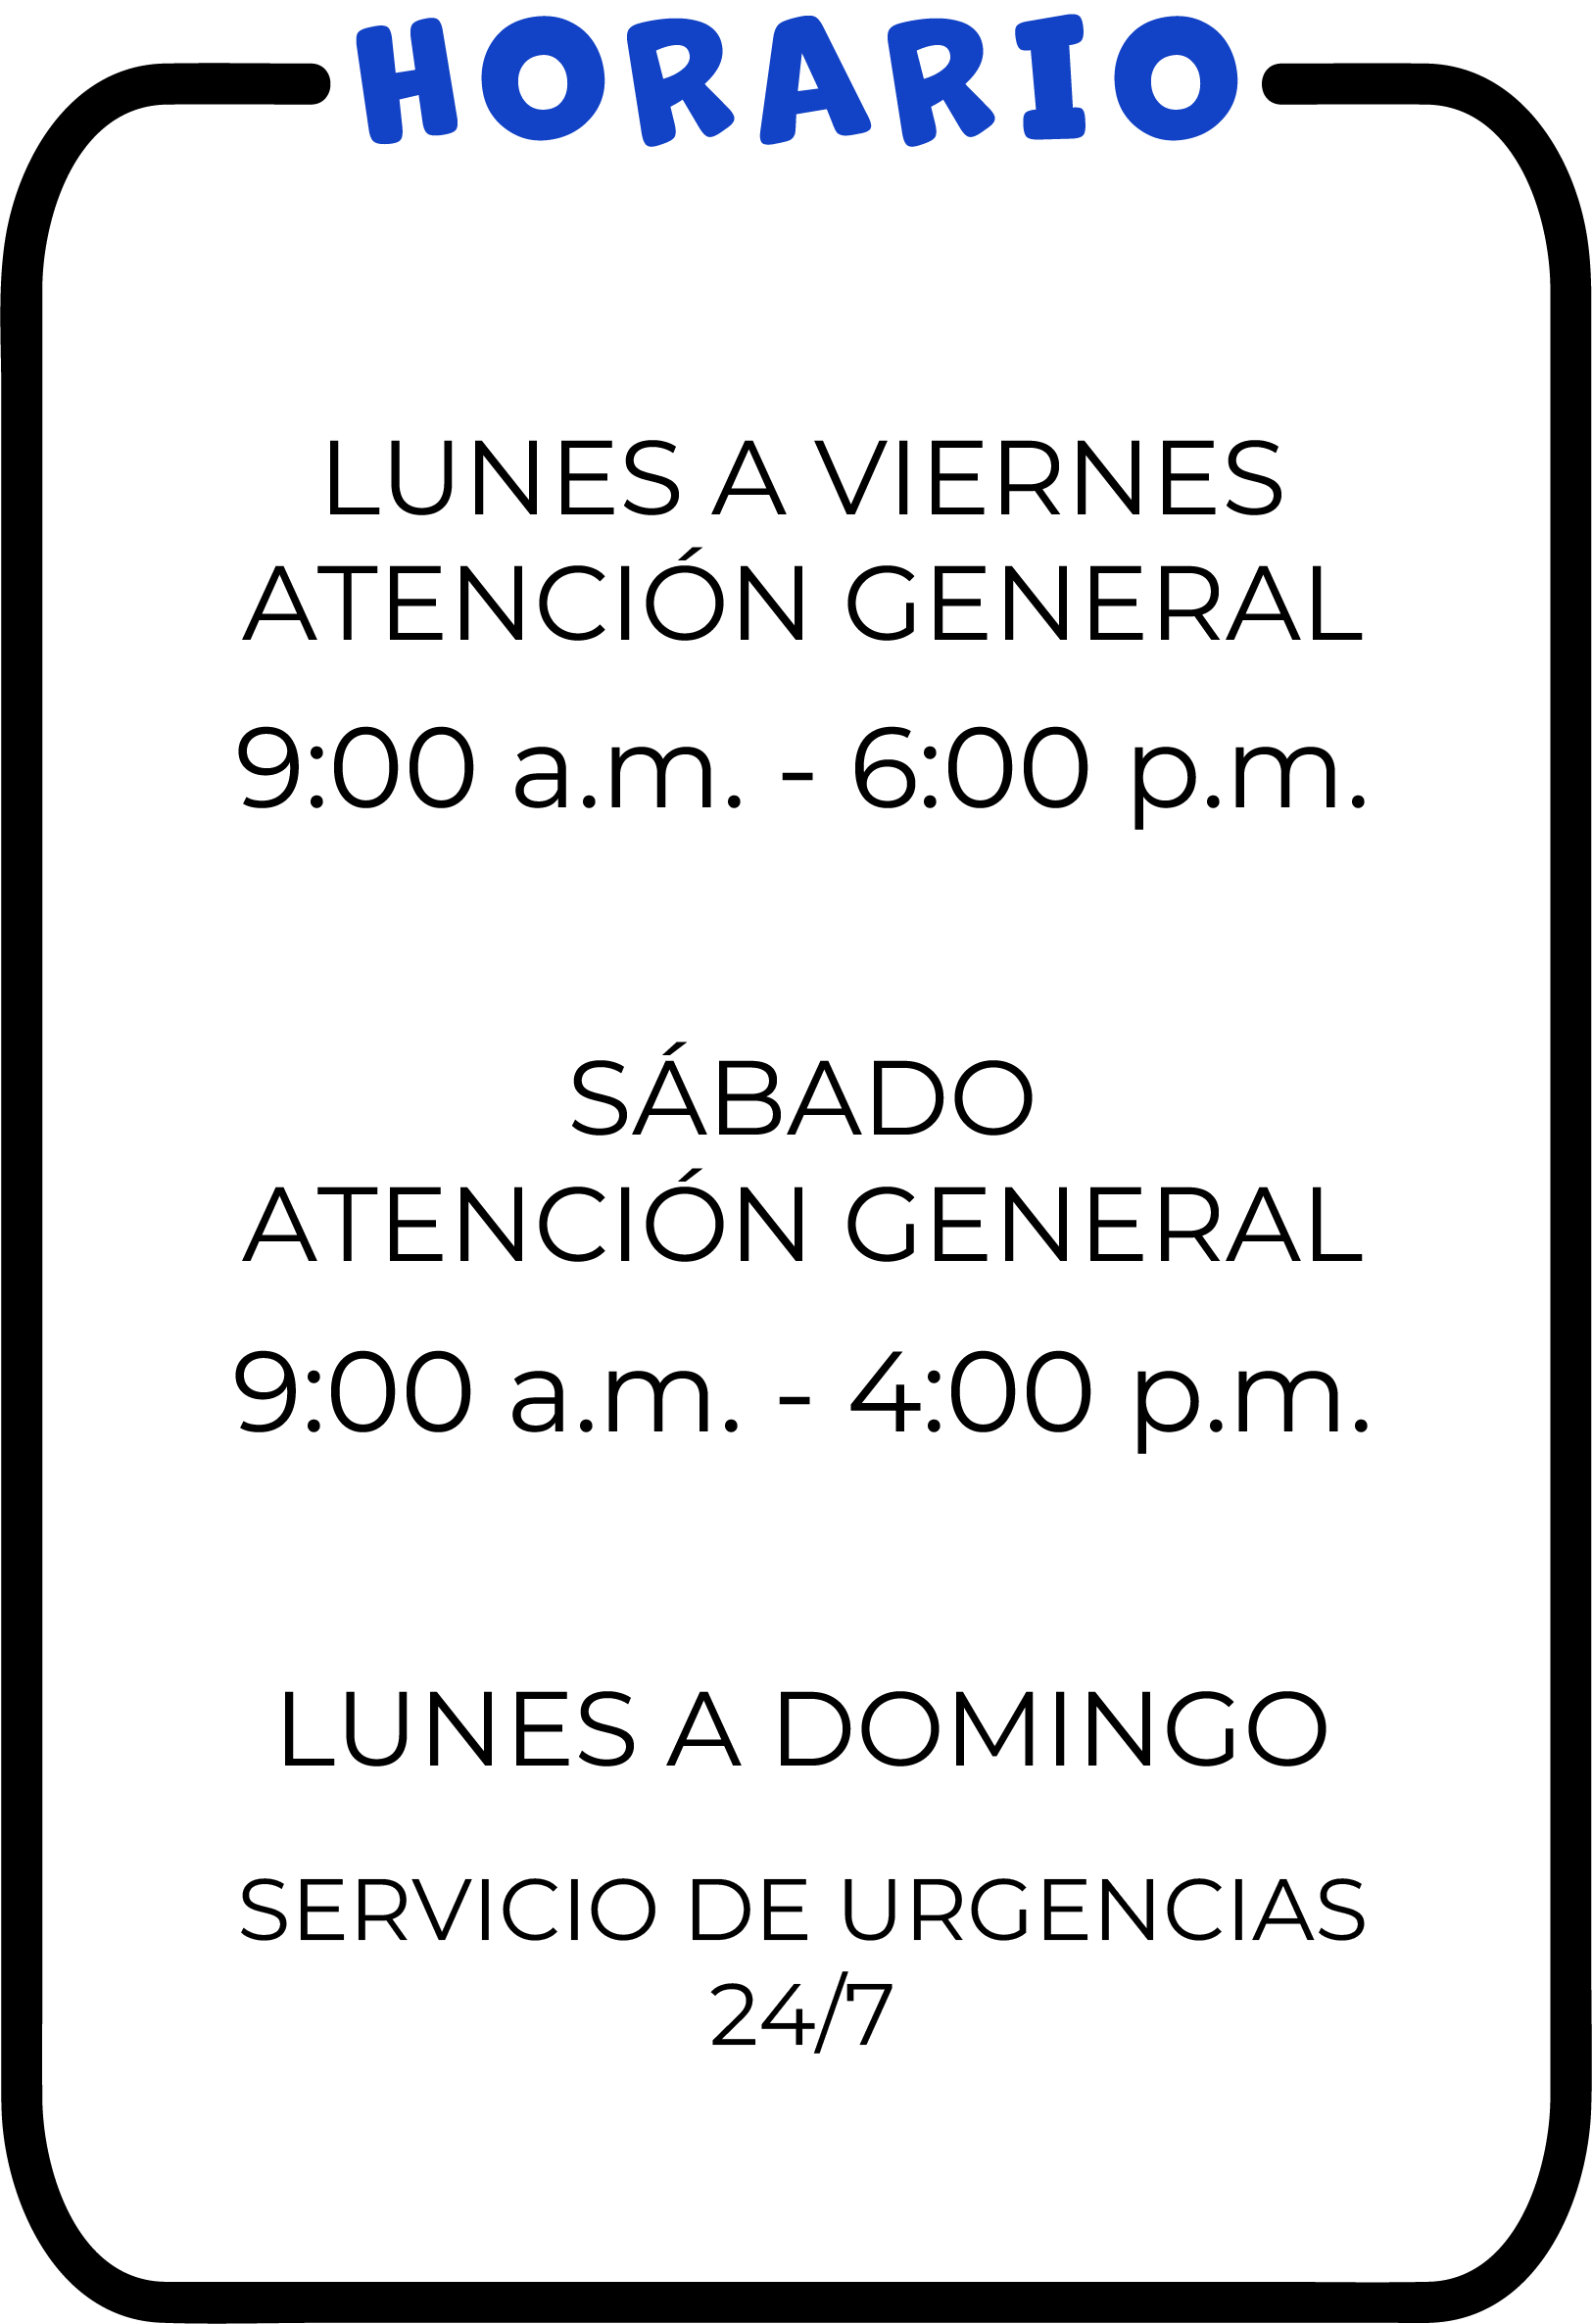 HORARIO
LUNES A VIERNES
ATENCIÓN GENERAL
9:00 a.m. - 6:00 p.m.
SÁBADO
ATENCIÓN GENERAL
9:00 a.m. - 4:00 p.m.
LUNES A DOMINGO
SERVICIO DE URGENCIAS
24/7